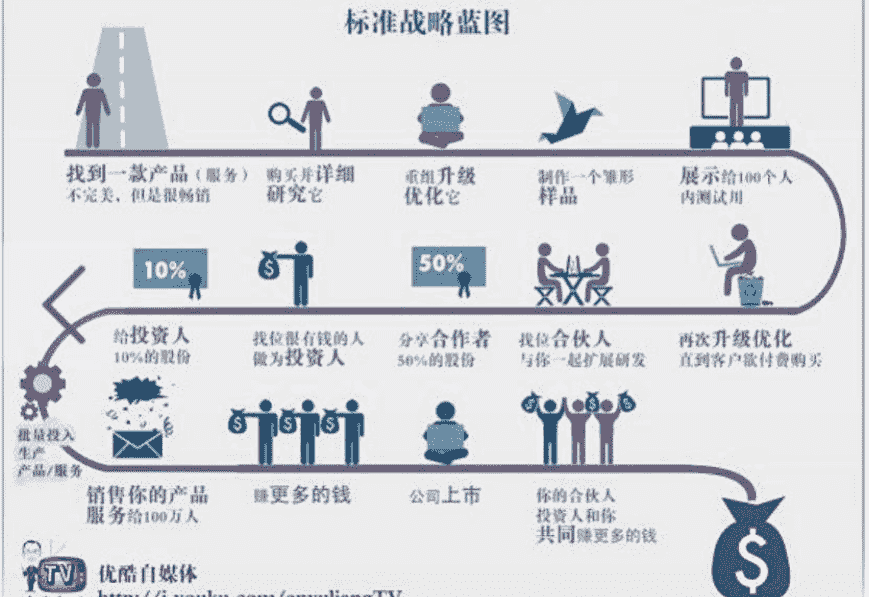 标准战略蓝图
找到一款产品（服务）
不完美，但是很畅销
购买并详细
研究它
重组升级
优化它
制作一个雏形
样品
展示给100个人
内测试用
再次升级优化
直到客户欲付费购买
找位合伙人
与你一起扩展研发
50%
分享合作者
50%的股份
$
找位很有钱的人
做为投资人
10%
给投资人
10%的股份
批量投入
生产
产品/服务
销售你的产品
服务给100万人
$ $ $
赚更多的钱
公司上市
$ $ $
你的合伙人
投资人和你
共同赚更多的钱
$
TV
优酷自媒体